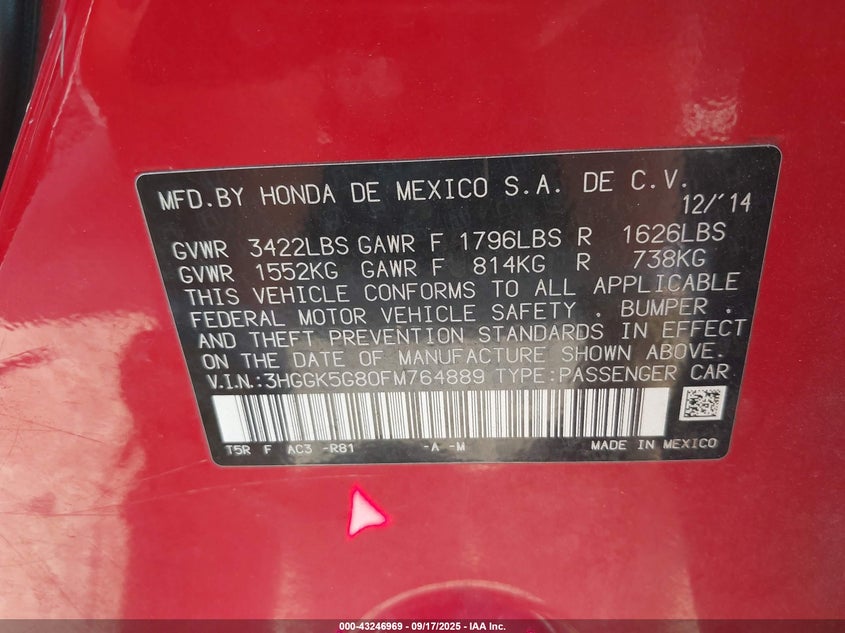 MFD.BY HONDA DE MEXICO S.A. DE C.V.
12/'14
GVWR 3422LBS GAWR F 1796LBS R 1626LBS
GVWR 1552KG GAWR F 814KG R 738KG
THIS VEHICLE CONFORMS TO ALL APPLICABLE
FEDERAL MOTOR VEHICLE SAFETY , BUMPER ,
AND THEFT PREVENTION STANDARDS IN EFFECT
ON THE DATE OF MANUFACTURE SHOWN ABOVE.
V.I.N.:3HGGK5G80FM764889 TYPE:PASSENGER CAR
T5R F AC3 -R81 -A -M MADE IN MEXICO
000-43246969 - 09/17/2025 - IAA Inc.